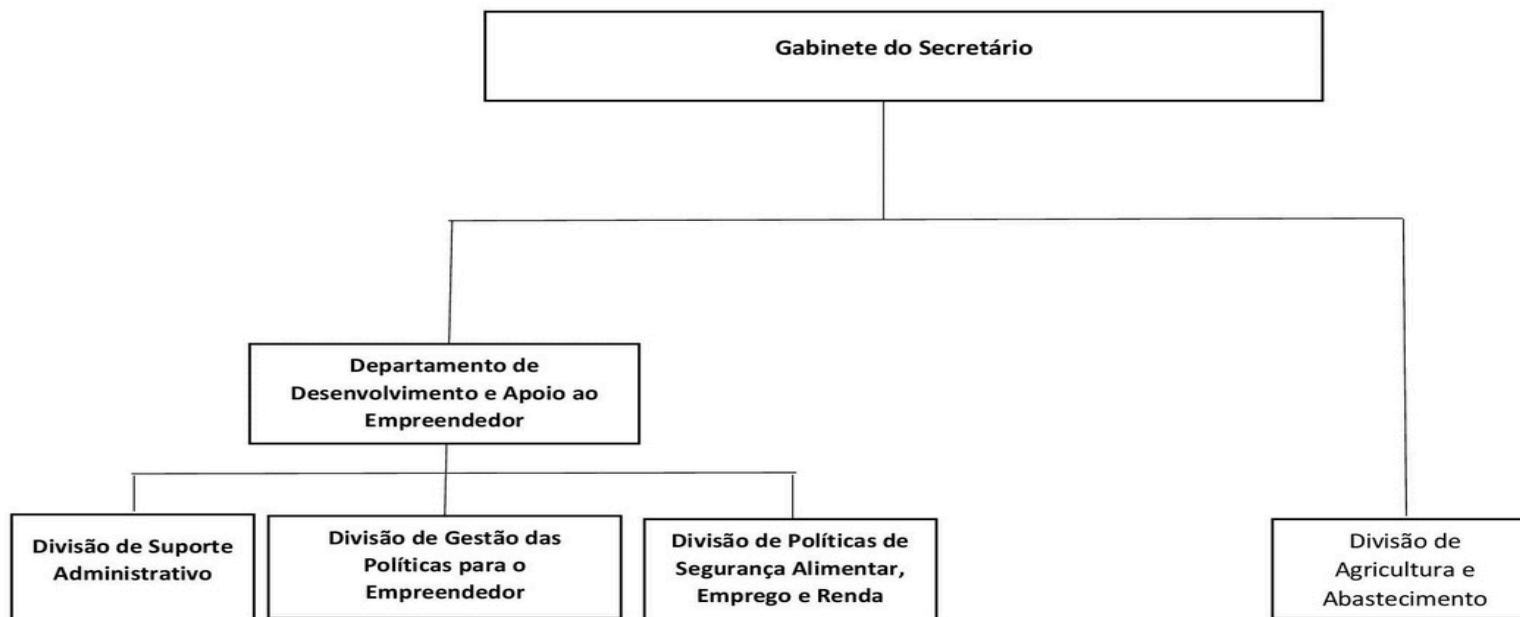 Gabinete do Secretário
Departamento de
Desenvolvimento e Apoio ao
Empreendedor
Divisão de Suporte
Administrativo
Divisão de Gestão das
Políticas para o
Empreendedor
Divisão de Políticas de
Segurança Alimentar,
Emprego e Renda
Divisão de
Agricultura e
Abastecimento